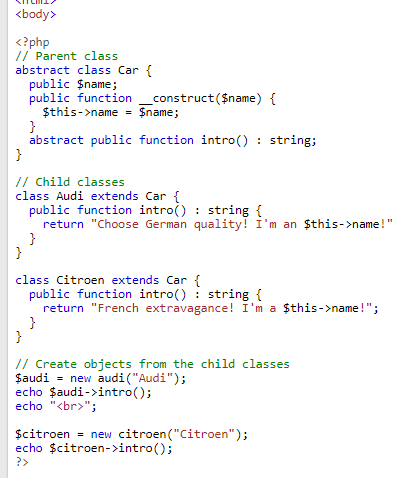 <html>
<body>

<?php
// Parent class
abstract class Car {
  public $name;
  public function __construct($name) {
    $this->name = $name;
  }
  abstract public function intro() : string;
}

// Child classes
class Audi extends Car {
  public function intro() : string {
    return "Choose German quality! I'm an $this->name!"
  }
}

class Citroen extends Car {
  public function intro() : string {
    return "French extravagance! I'm a $this->name!";
  }
}

// Create objects from the child classes
$audi = new audi("Audi");
echo $audi->intro();
echo "<br>";

$citroen = new citroen("Citroen");
echo $citroen->intro();
?>